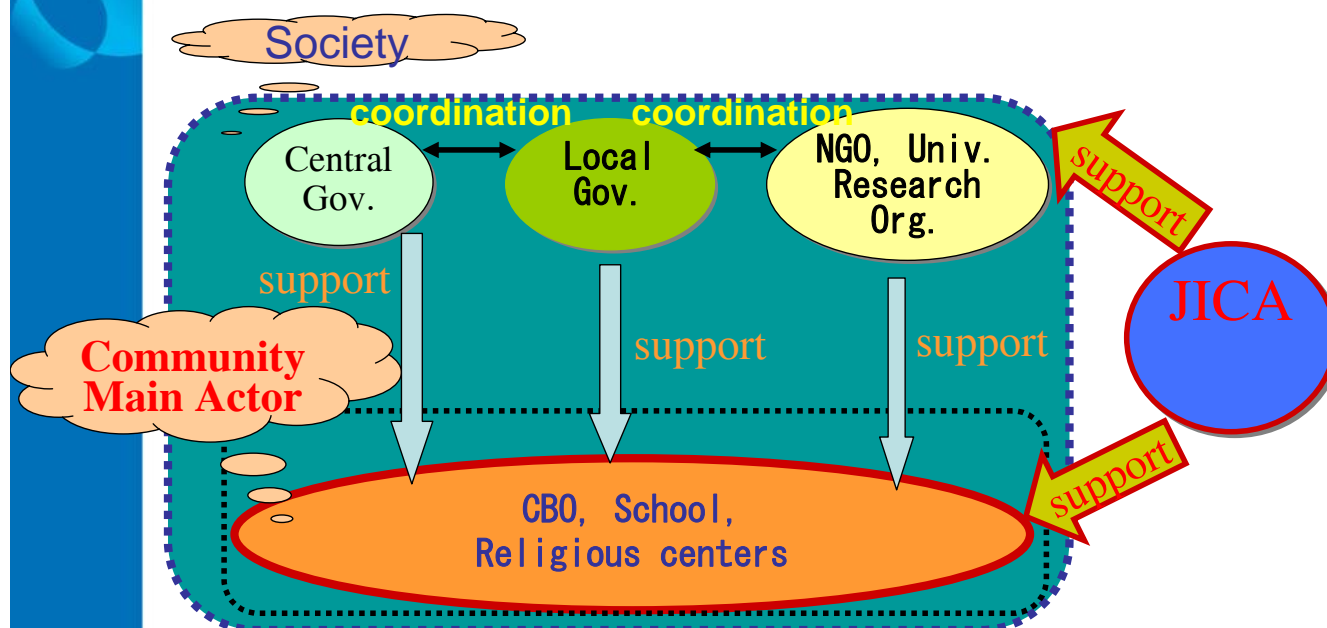 Society
coordination coordination
Central
Gov.
Local
Gov.
NGO, Univ.
Research
Org.
support
JICA
support
support
support
Community
Main Actor
support
CBO, School,
Religious centers